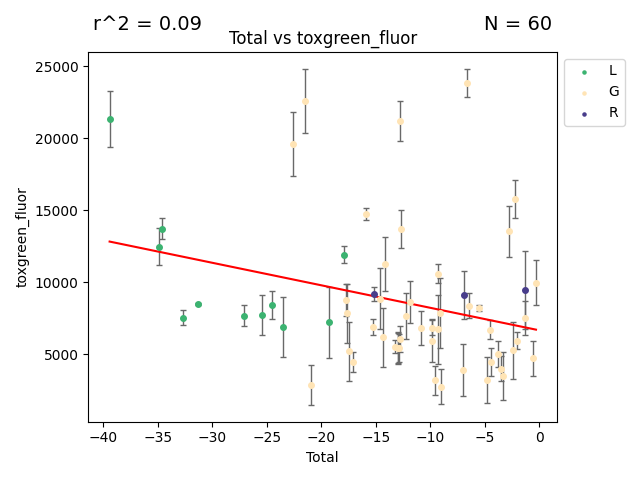 r^2 = 0.09
N = 60
Total vs toxgreen_fluor
25000
20000
15000
10000
5000
toxgreen_fluor
−40
−35
−30
−25
−20
−15
−10
−5
0
Total
L
G
R